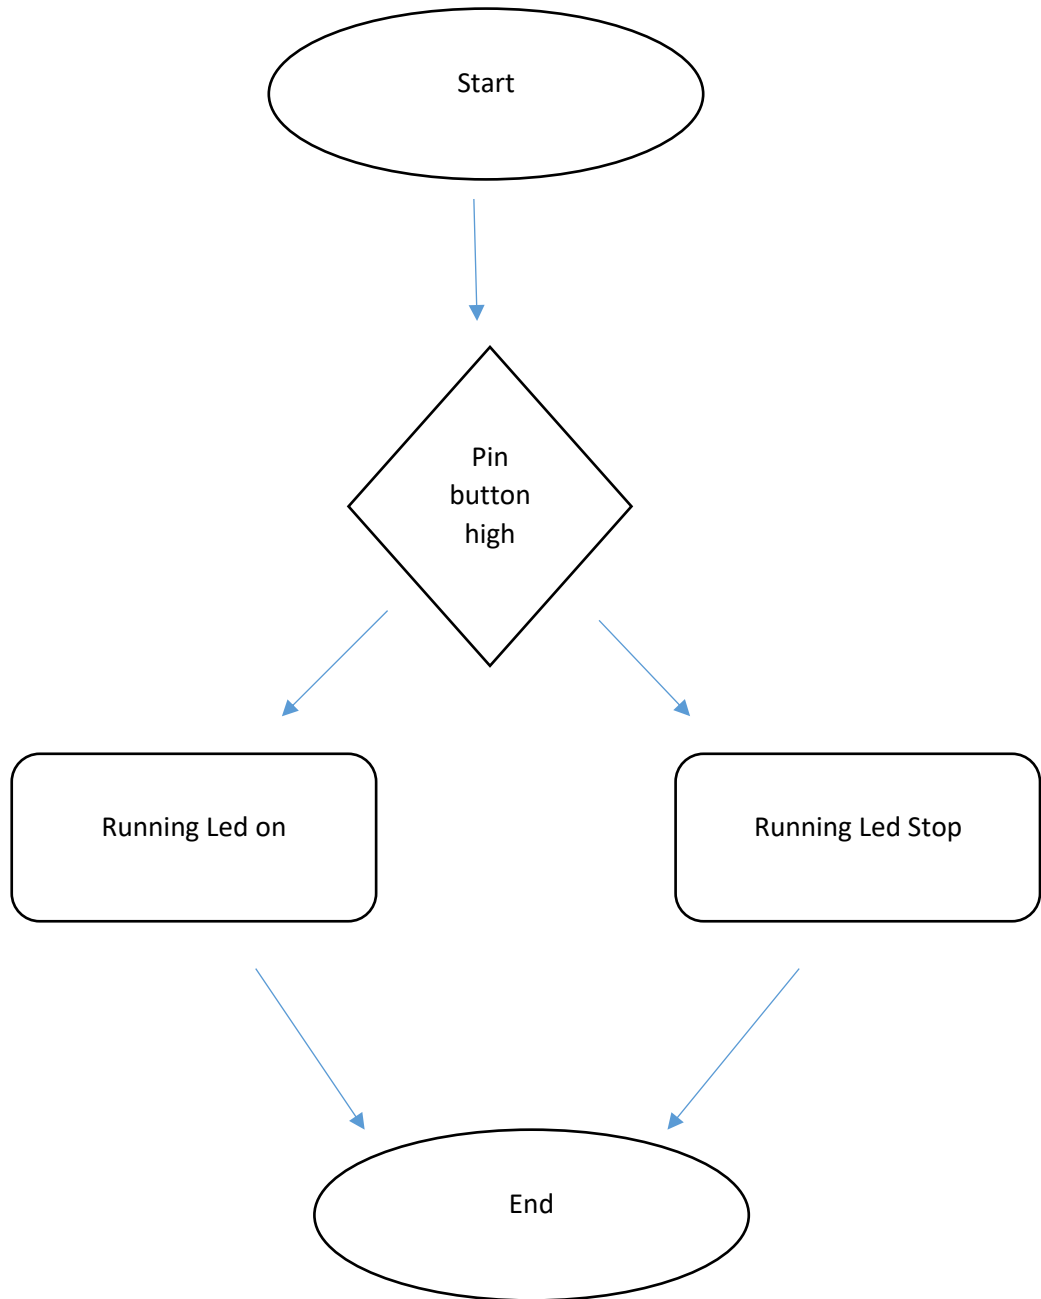 Start
Pin
button
high
Running Led on
Running Led Stop
End